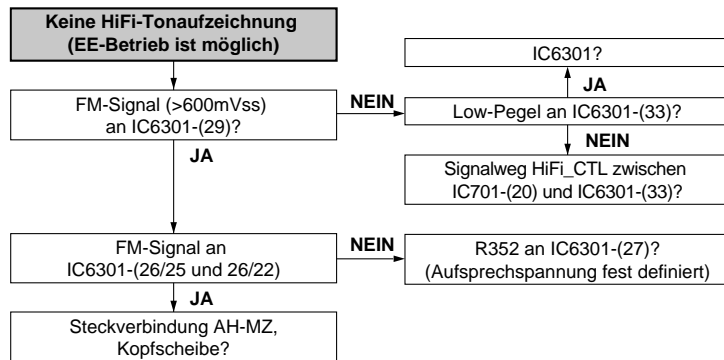 Keine HiFi-Tonaufzeichnung
(EE-Betrieb ist möglich)
FM-Signal (>600mVss)
an IC6301-(29)?
NEIN
JA
IC6301?
JA
Low-Pegel an IC6301-(33)?
NEIN
Signalweg HiFi_CTL zwischen
IC701-(20) und IC6301-(33)?
FM-Signal an
IC6301-(26/25 und 26/22)
NEIN
R352 an IC6301-(27)?
(Aufsprechspannung fest definiert)
JA
Steckverbindung AH-MZ,
Kopfscheibe?